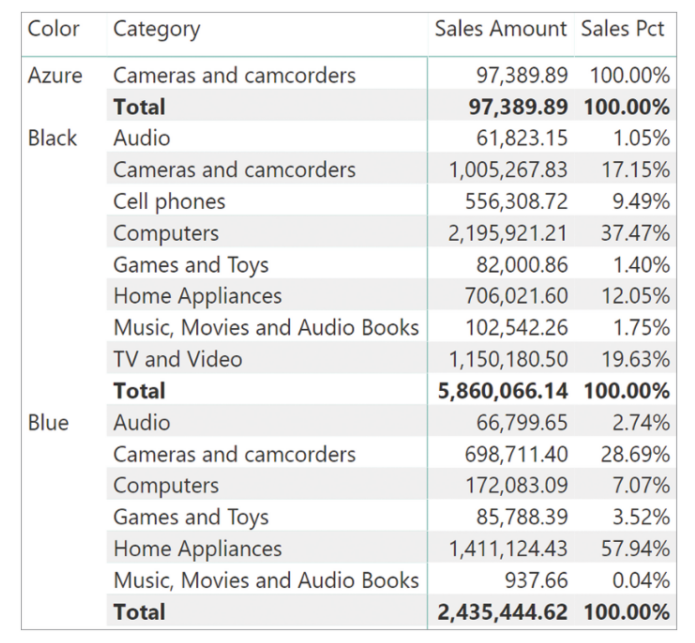 Color Category Sales Amount Sales Pct
Azure Cameras and camcorders 97,389.89 100.00%
Total 97,389.89 100.00%
Black Audio 61,823.15 1.05%
Cameras and camcorders 1,005,267.83 17.15%
Cell phones 556,308.72 9.49%
Computers 2,195,921.21 37.47%
Games and Toys 82,000.86 1.40%
Home Appliances 706,021.60 12.05%
Music, Movies and Audio Books 102,542.26 1.75%
TV and Video 1,150,180.50 19.63%
Total 5,860,066.14 100.00%
Blue Audio 66,799.65 2.74%
Cameras and camcorders 698,711.40 28.69%
Computers 172,083.09 7.07%
Games and Toys 85,788.39 3.52%
Home Appliances 1,411,124.43 57.94%
Music, Movies and Audio Books 937.66 0.04%
Total 2,435,444.62 100.00%